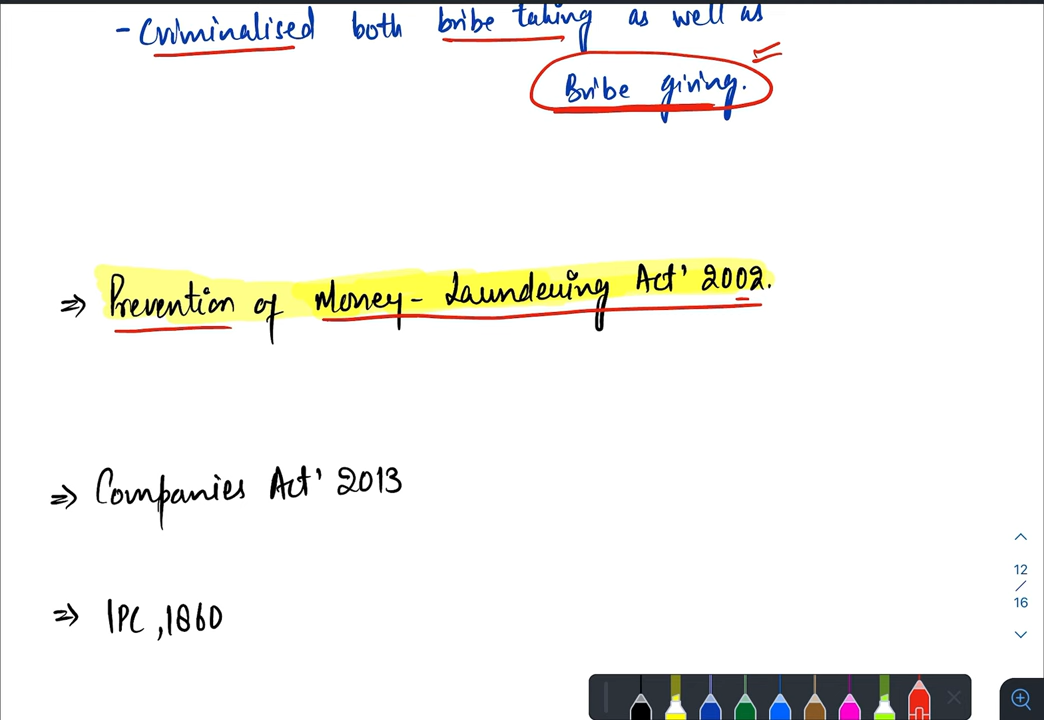 - Criminalised both bribe taking as well as
Bribe giving.
⇒ Prevention of Money - Laundering Act' 2002.
⇒ Companies Act' 2013
⇒ IPC, 1860
12
/
16